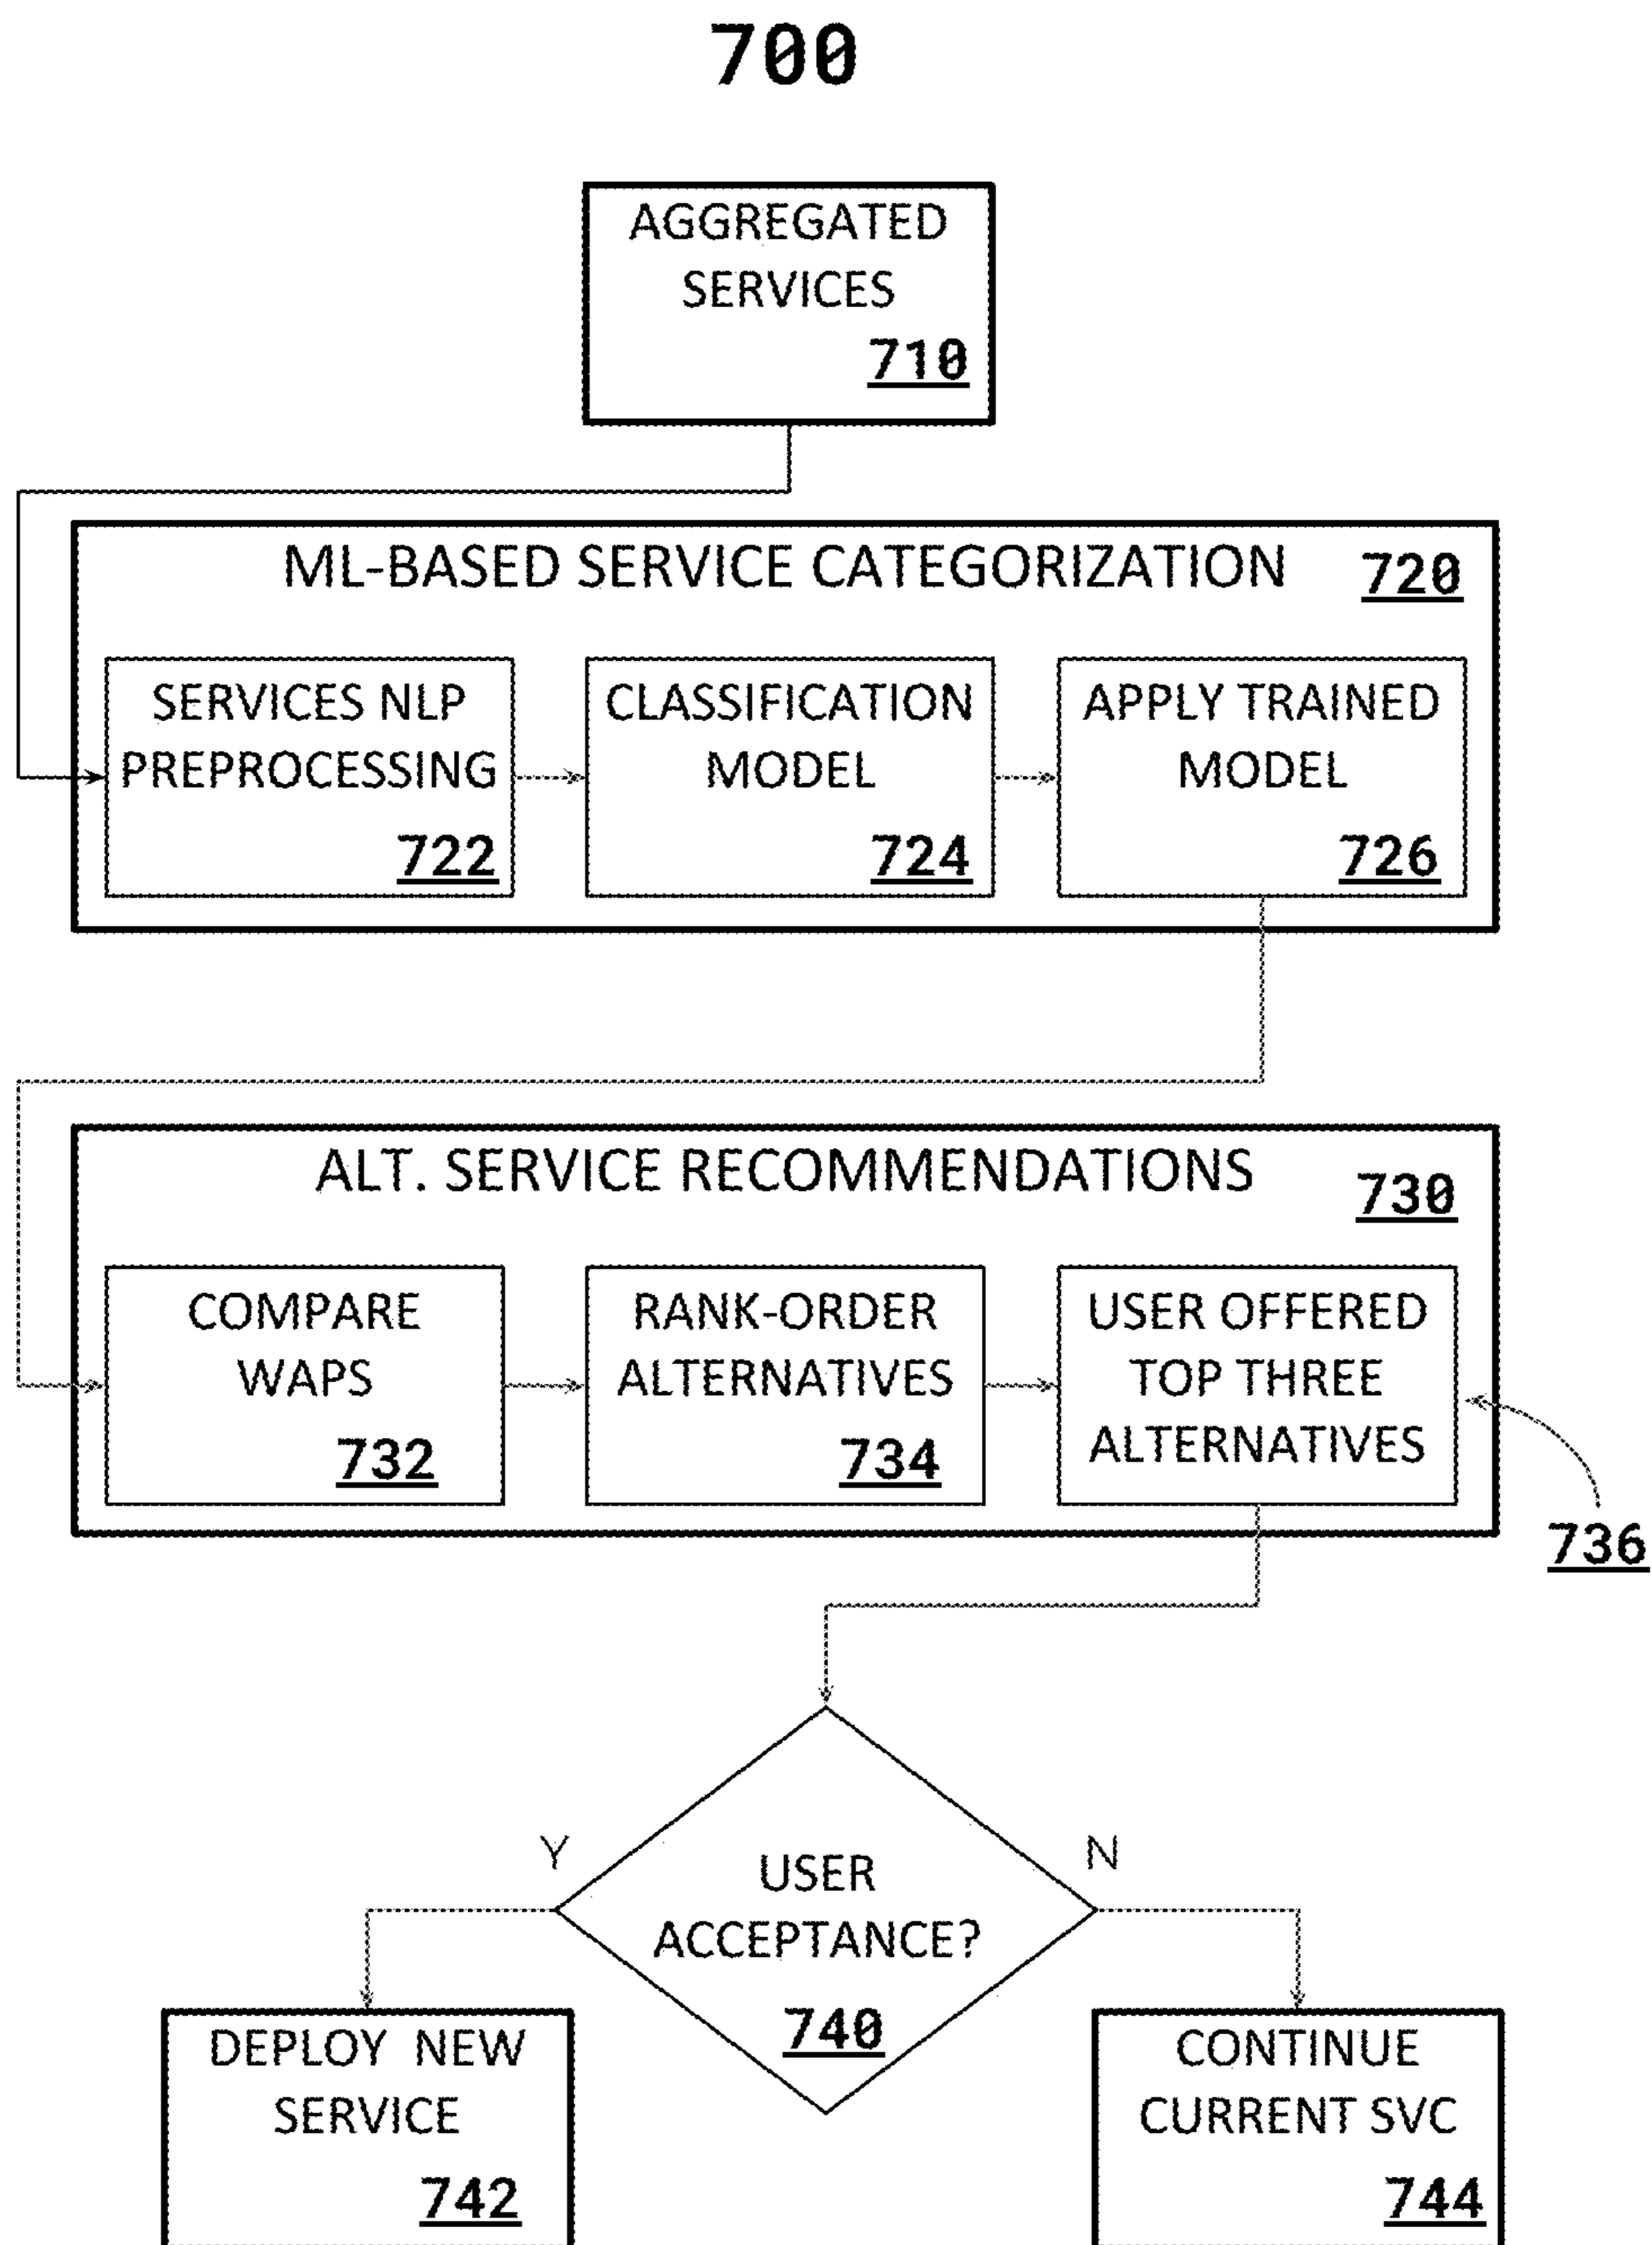 700
AGGREGATED
SERVICES
710
ML-BASED SERVICE CATEGORIZATION 720
SERVICES NLP
PREPROCESSING
722
CLASSIFICATION
MODEL
724
APPLY TRAINED
MODEL
726
ALT. SERVICE RECOMMENDATIONS 730
COMPARE
WAPS
732
RANK-ORDER
ALTERNATIVES
734
USER OFFERED
TOP THREE
ALTERNATIVES
736
Y
N
USER
ACCEPTANCE?
740
DEPLOY NEW
SERVICE
742
CONTINUE
CURRENT SVC
744